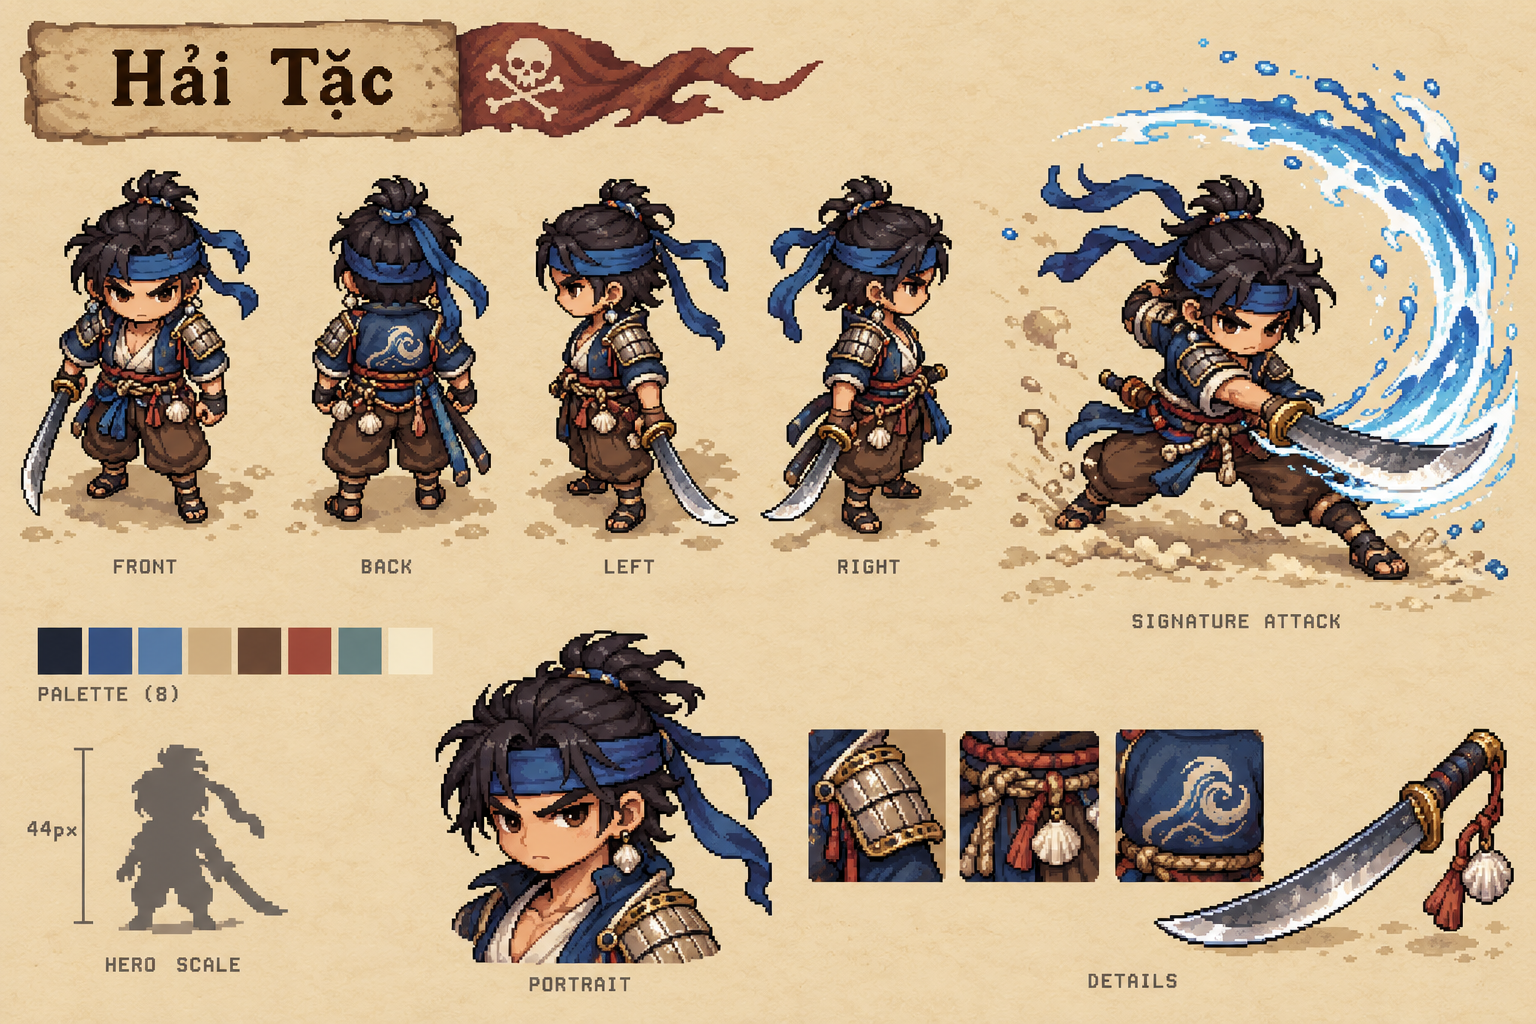 Hải Tặc
FRONT
BACK
LEFT
RIGHT
SIGNATURE ATTACK
PALETTE (8)
44px
HERO SCALE
PORTRAIT
DETAILS